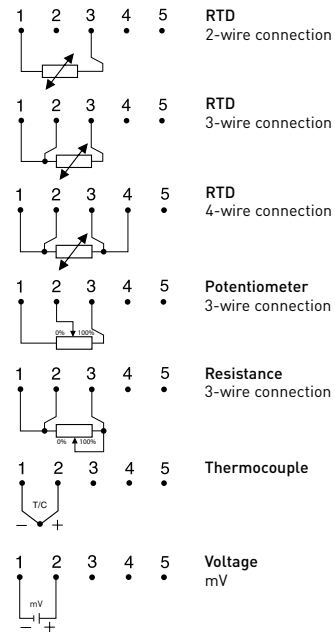 1 2 3 4 5 RTD
2-wire connection
1 2 3 4 5 RTD
3-wire connection
1 2 3 4 5 RTD
4-wire connection
1 2 3 4 5 Potentiometer
3-wire connection
0% 100%
1 2 3 4 5 Resistance
3-wire connection
0% 100%
1 2 3 4 5 Thermocouple
T/C
− +
1 2 3 4 5 Voltage
mV
mV
− +